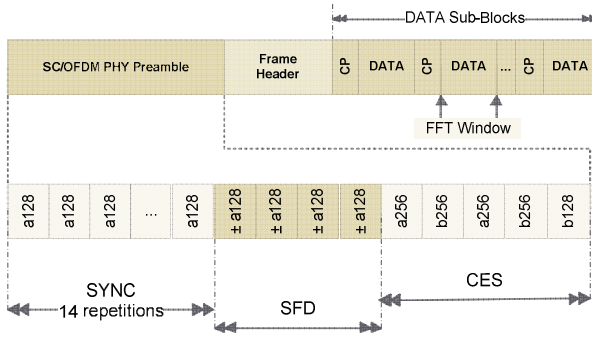 DATA Sub-Blocks
SC/OFDM PHY Preamble
Frame
Header
CP
DATA
CP
DATA
...
CP
DATA
FFT Window
a128
a128
a128
...
a128
± a128
± a128
± a128
± a128
a256
b256
a256
b256
b128
SYNC
14 repetitions
SFD
CES